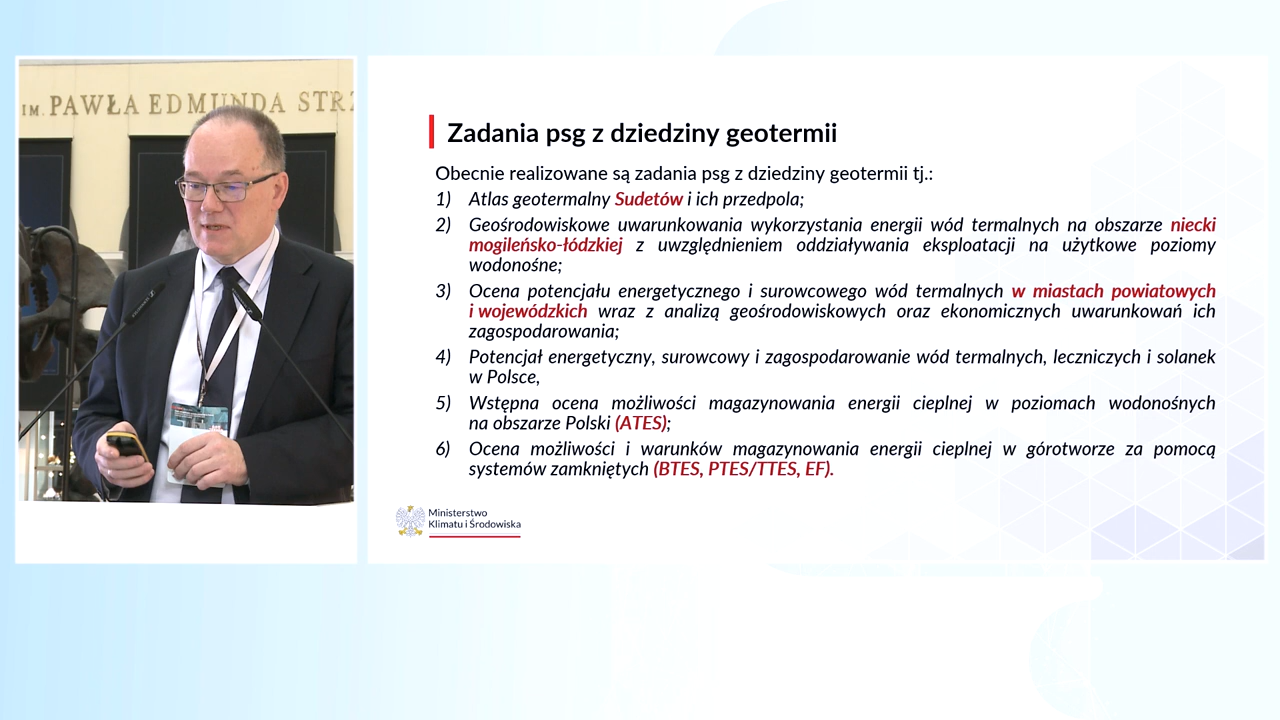 IM. PAWŁA EDMUNDA STRZ
Zadania psg z dziedziny geotermii
Obecnie realizowane są zadania psg z dziedziny geotermii tj.:
1) Atlas geotermalny Sudetów i ich przedpola;
2) Geośrodowiskowe uwarunkowania wykorzystania energii wód termalnych na obszarze niecki
mogileńsko-łódzkiej z uwzględnieniem oddziaływania eksploatacji na użytkowe poziomy
wodonośne;
3) Ocena potencjału energetycznego i surowcowego wód termalnych w miastach powiatowych
i wojewódzkich wraz z analizą geośrodowiskowych oraz ekonomicznych uwarunkowań ich
zagospodarowania;
4) Potencjał energetyczny, surowcowy i zagospodarowanie wód termalnych, leczniczych i solanek
w Polsce,
5) Wstępna ocena możliwości magazynowania energii cieplnej w poziomach wodonośnych
na obszarze Polski (ATES);
6) Ocena możliwości i warunków magazynowania energii cieplnej w górotworze za pomocą
systemów zamkniętych (BTES, PTES/TTES, EF).
Ministerstwo
Klimatu i Środowiska